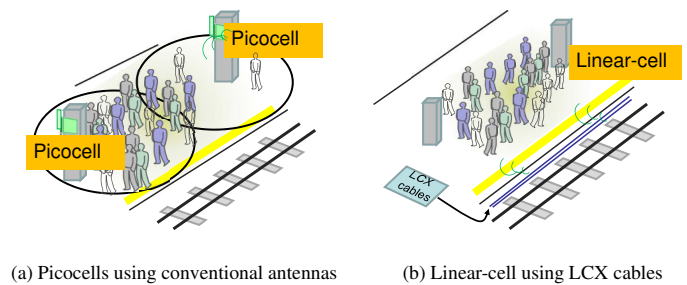 Picocell
Picocell
Linear-cell
LCX
cables
(a) Picocells using conventional antennas
(b) Linear-cell using LCX cables